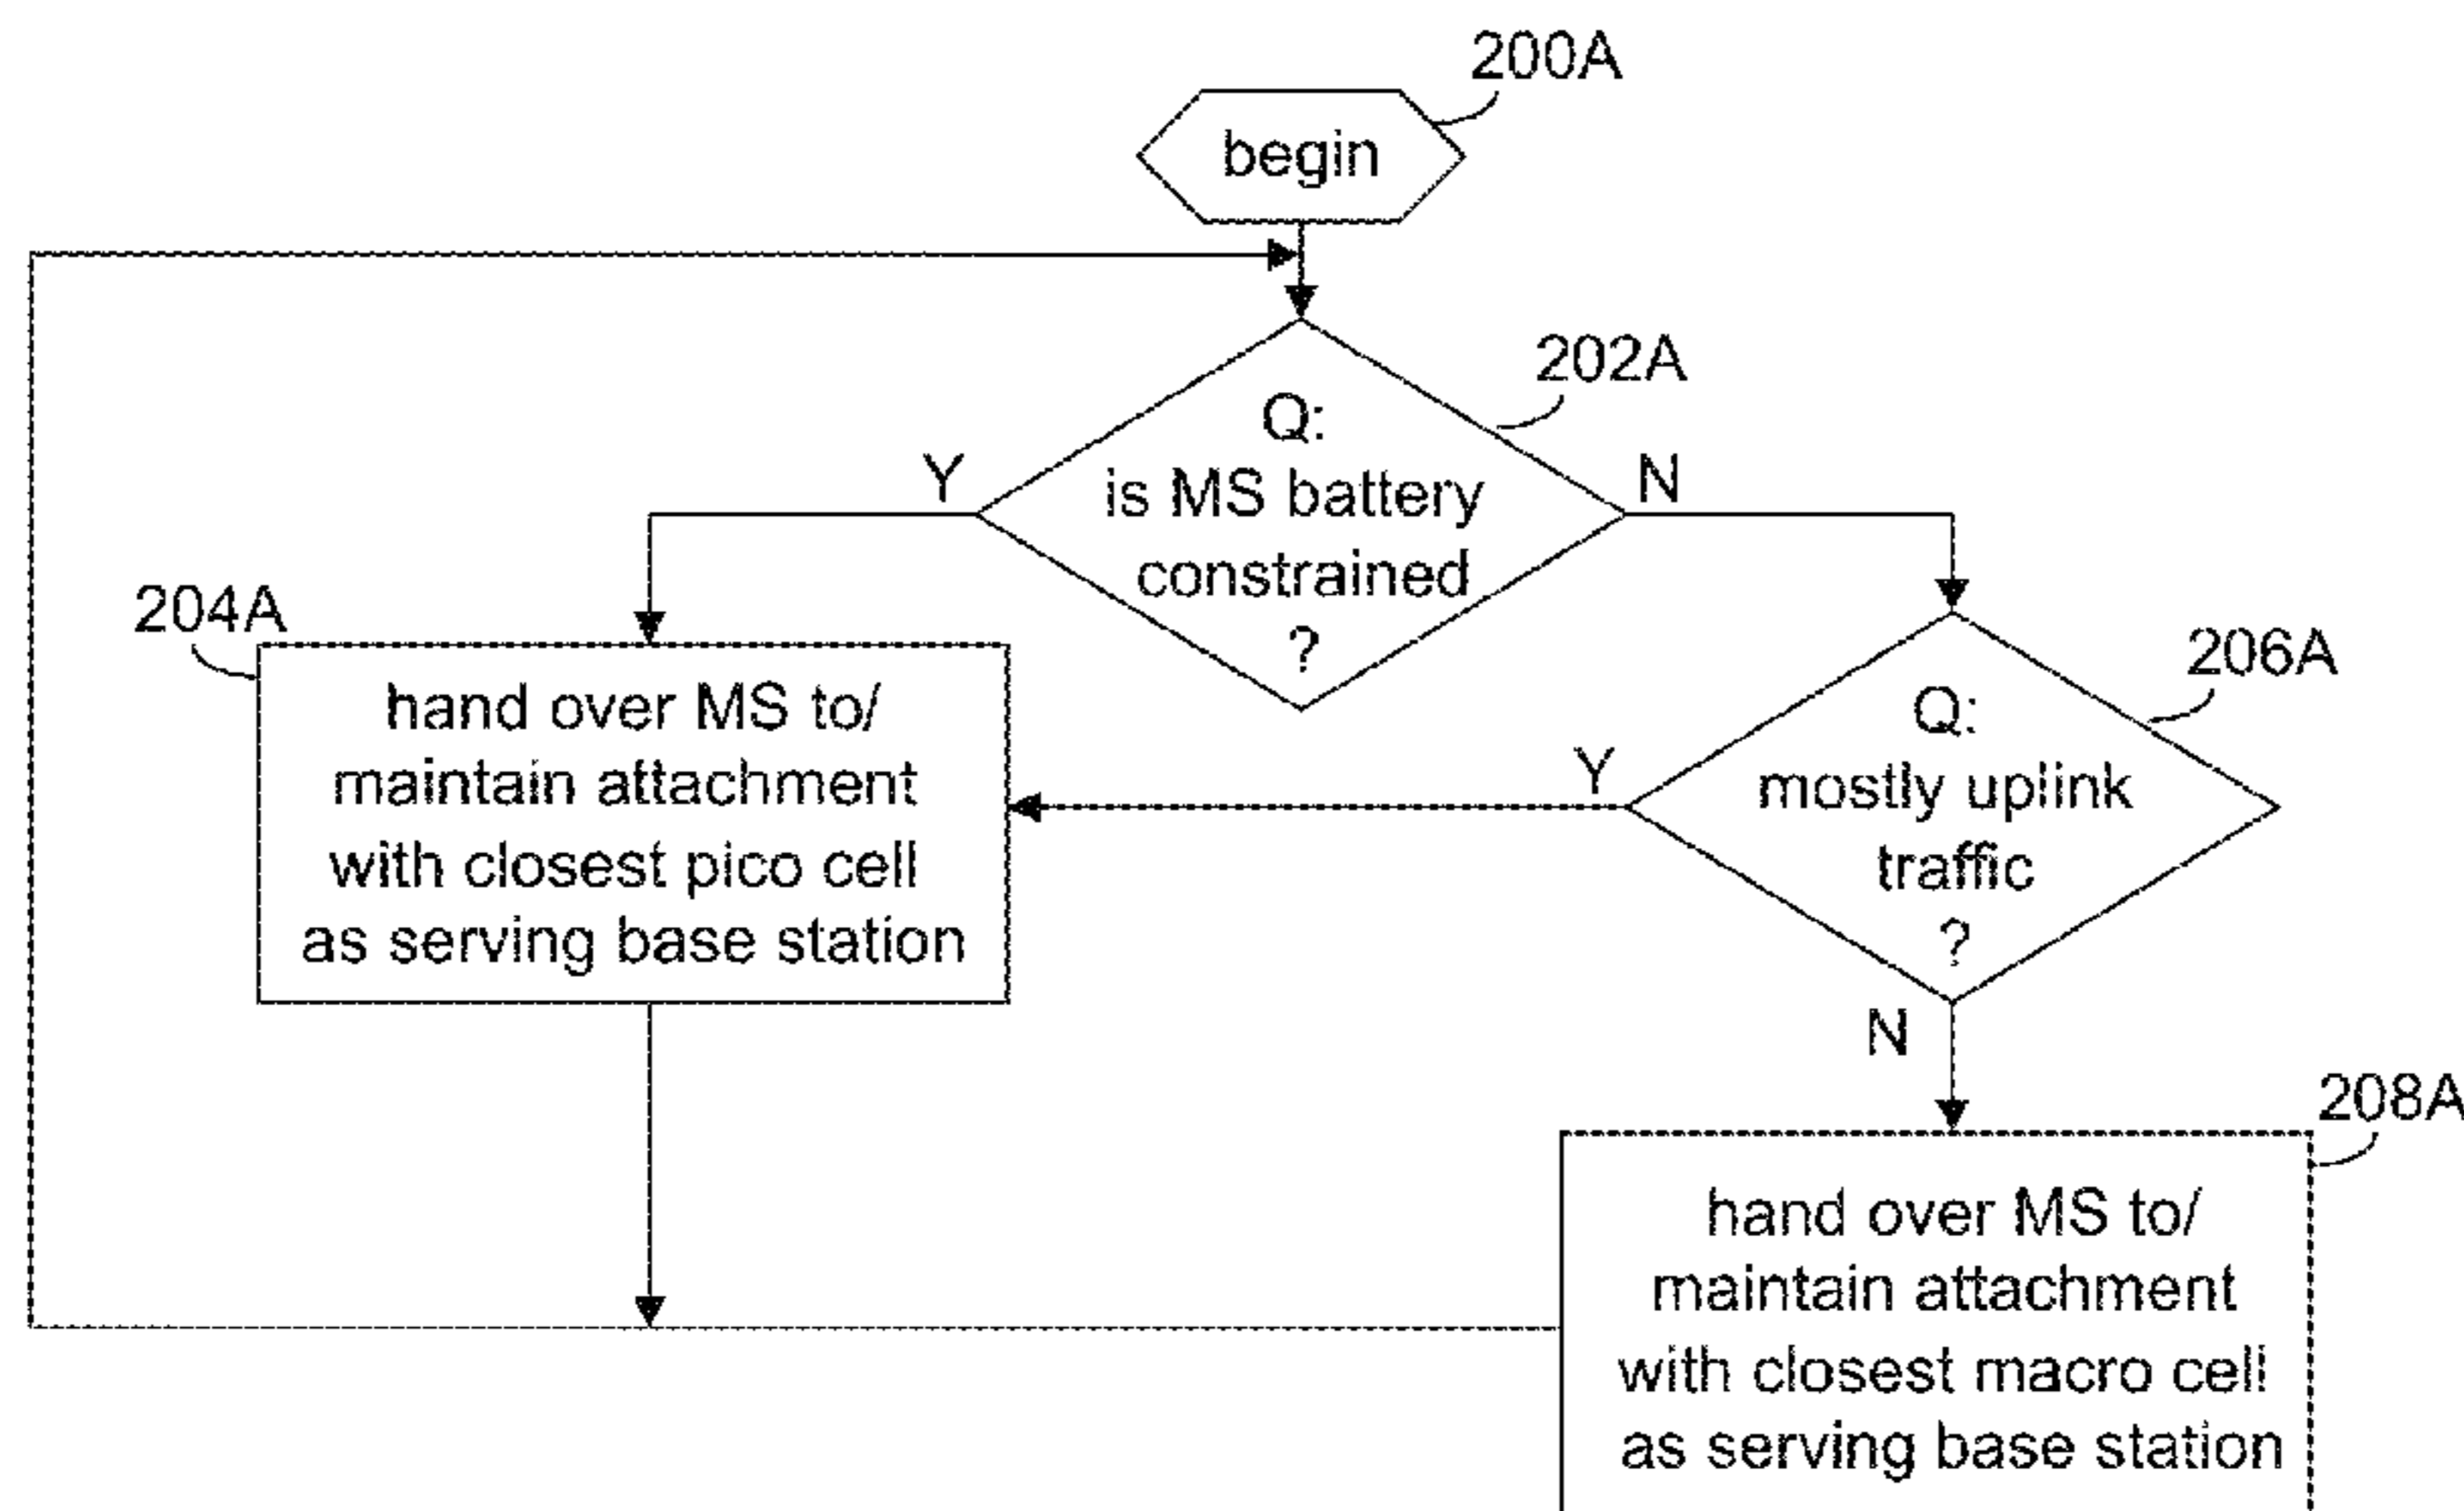 200A
begin
202A
Q:
is MS battery
constrained
?
Y
N
204A
hand over MS to/
maintain attachment
with closest pico cell
as serving base station
206A
Q:
mostly uplink
traffic
?
Y
N
208A
hand over MS to/
maintain attachment
with closest macro cell
as serving base station